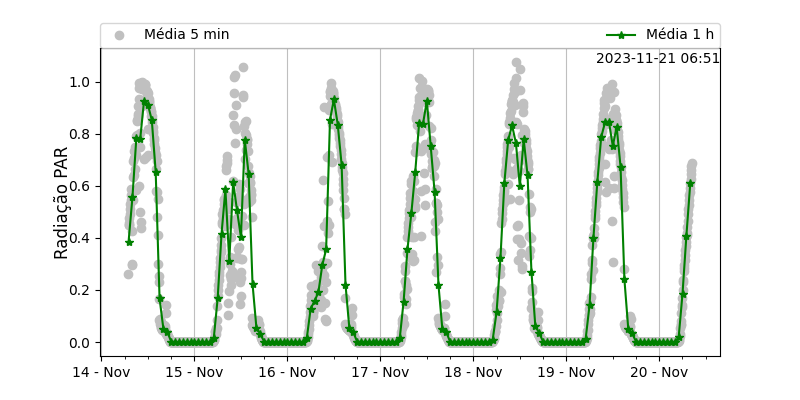 Média 5 min
Média 1 h
2023-11-21 06:51
Radiação PAR
1.0
0.8
0.6
0.4
0.2
0.0
14 - Nov
15 - Nov
16 - Nov
17 - Nov
18 - Nov
19 - Nov
20 - Nov